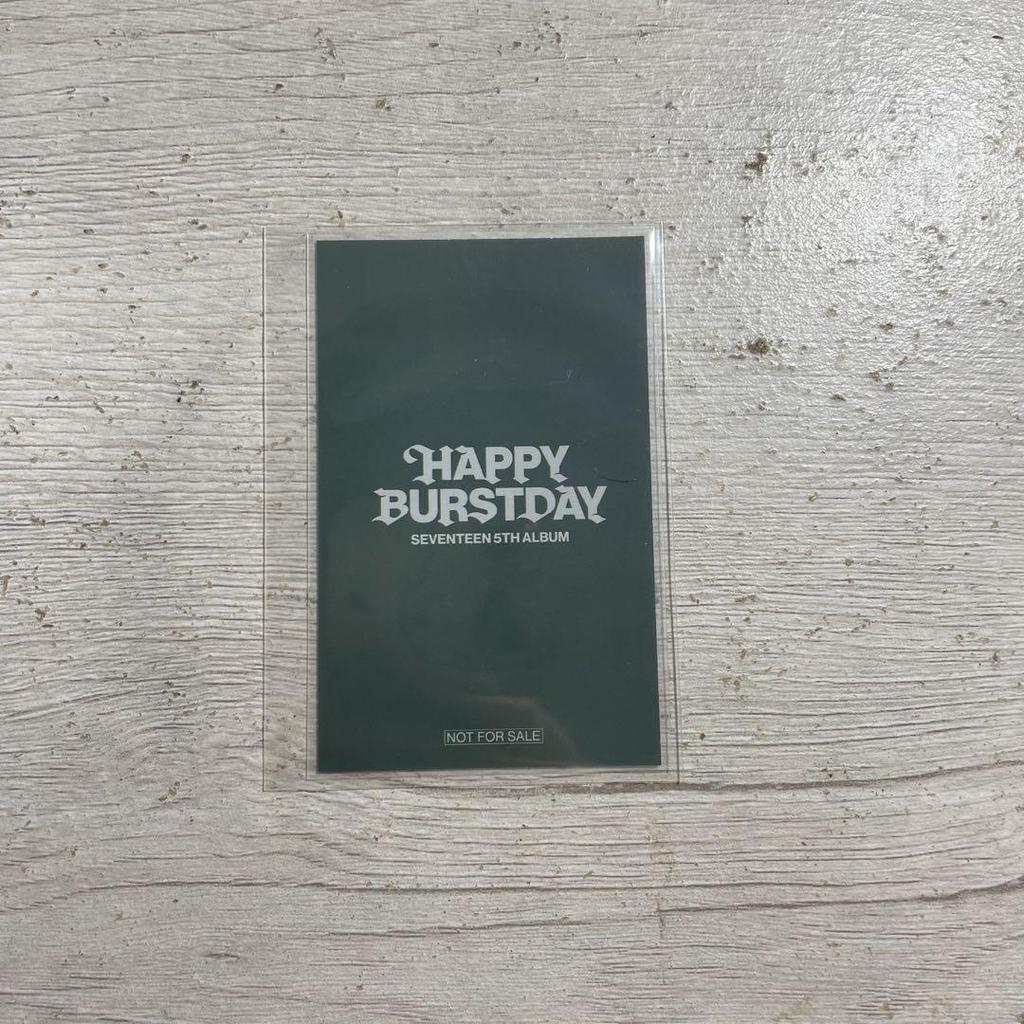 HAPPY
BURSTDAY
SEVENTEEN 5TH ALBUM
NOT FOR SALE